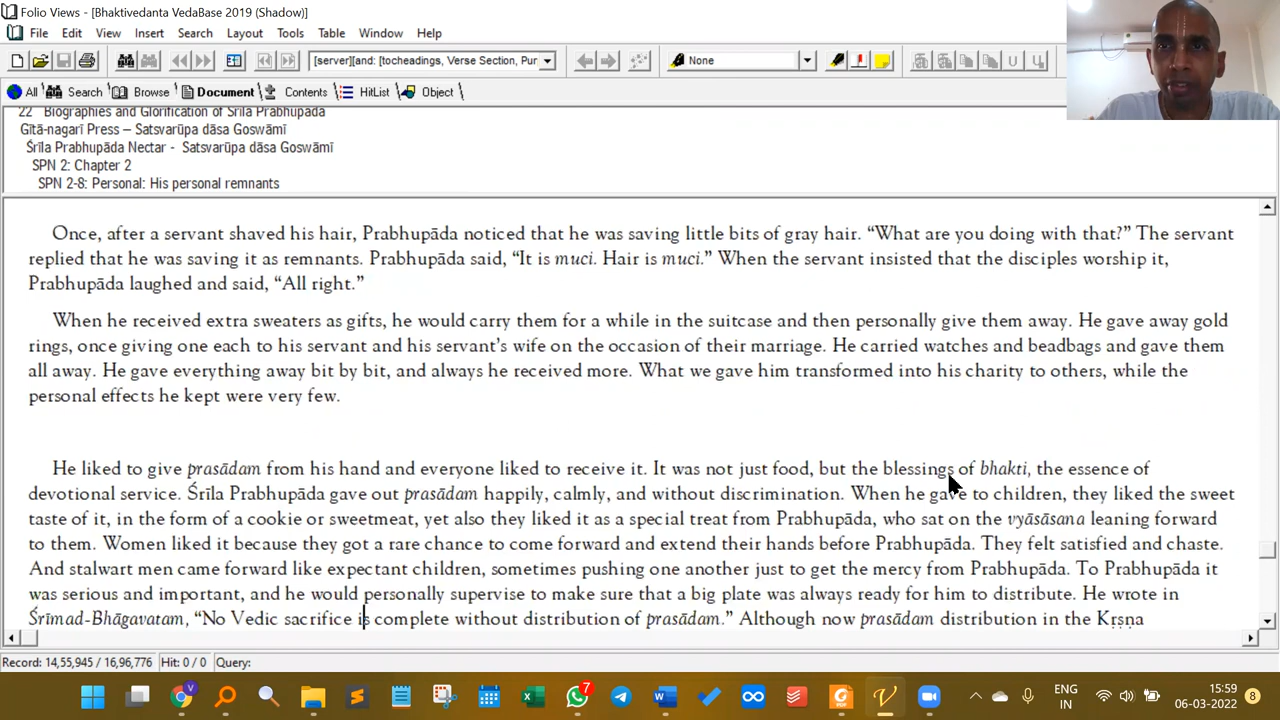 Folio Views - [Bhaktivedanta VedaBase 2019 (Shadow)]
File Edit View Insert Search Layout Tools Table Window Help
[server][and: [tocheadings, Verse Section, Pur
None
All Search Browse Document Contents HitList Object
22 Biographies and Glorification of Śrīla Prabhupāda
Gītā-nagarī Press – Satsvarūpa dāsa Goswāmī
Śrīla Prabhupāda Nectar - Satsvarūpa dāsa Goswāmī
SPN 2: Chapter 2
SPN 2-8: Personal: His personal remnants
Once, after a servant shaved his hair, Prabhupāda noticed that he was saving little bits of gray hair. “What are you doing with that?” The servant
replied that he was saving it as remnants. Prabhupāda said, “It is muci. Hair is muci.” When the servant insisted that the disciples worship it,
Prabhupāda laughed and said, “All right.”
When he received extra sweaters as gifts, he would carry them for a while in the suitcase and then personally give them away. He gave away gold
rings, once giving one each to his servant and his servant’s wife on the occasion of their marriage. He carried watches and beadbags and gave them
all away. He gave everything away bit by bit, and always he received more. What we gave him transformed into his charity to others, while the
personal effects he kept were very few.
He liked to give prasādam from his hand and everyone liked to receive it. It was not just food, but the blessings of bhakti, the essence of
devotional service. Śrīla Prabhupāda gave out prasādam happily, calmly, and without discrimination. When he gave to children, they liked the sweet
taste of it, in the form of a cookie or sweetmeat, yet also they liked it as a special treat from Prabhupāda, who sat on the vyāsāsana leaning forward
to them. Women liked it because they got a rare chance to come forward and extend their hands before Prabhupāda. They felt satisfied and chaste.
And stalwart men came forward like expectant children, sometimes pushing one another just to get the mercy from Prabhupāda. To Prabhupāda it
was serious and important, and he would personally supervise to make sure that a big plate was always ready for him to distribute. He wrote in
Śrīmad-Bhāgavatam, “No Vedic sacrifice is complete without distribution of prasādam.” Although now prasādam distribution in the Kṛṣṇa
Record: 14,55,945 / 16,96,776 Hit: 0 / 0 Query:
V
7
ENG
IN
15:59
06-03-2022
8